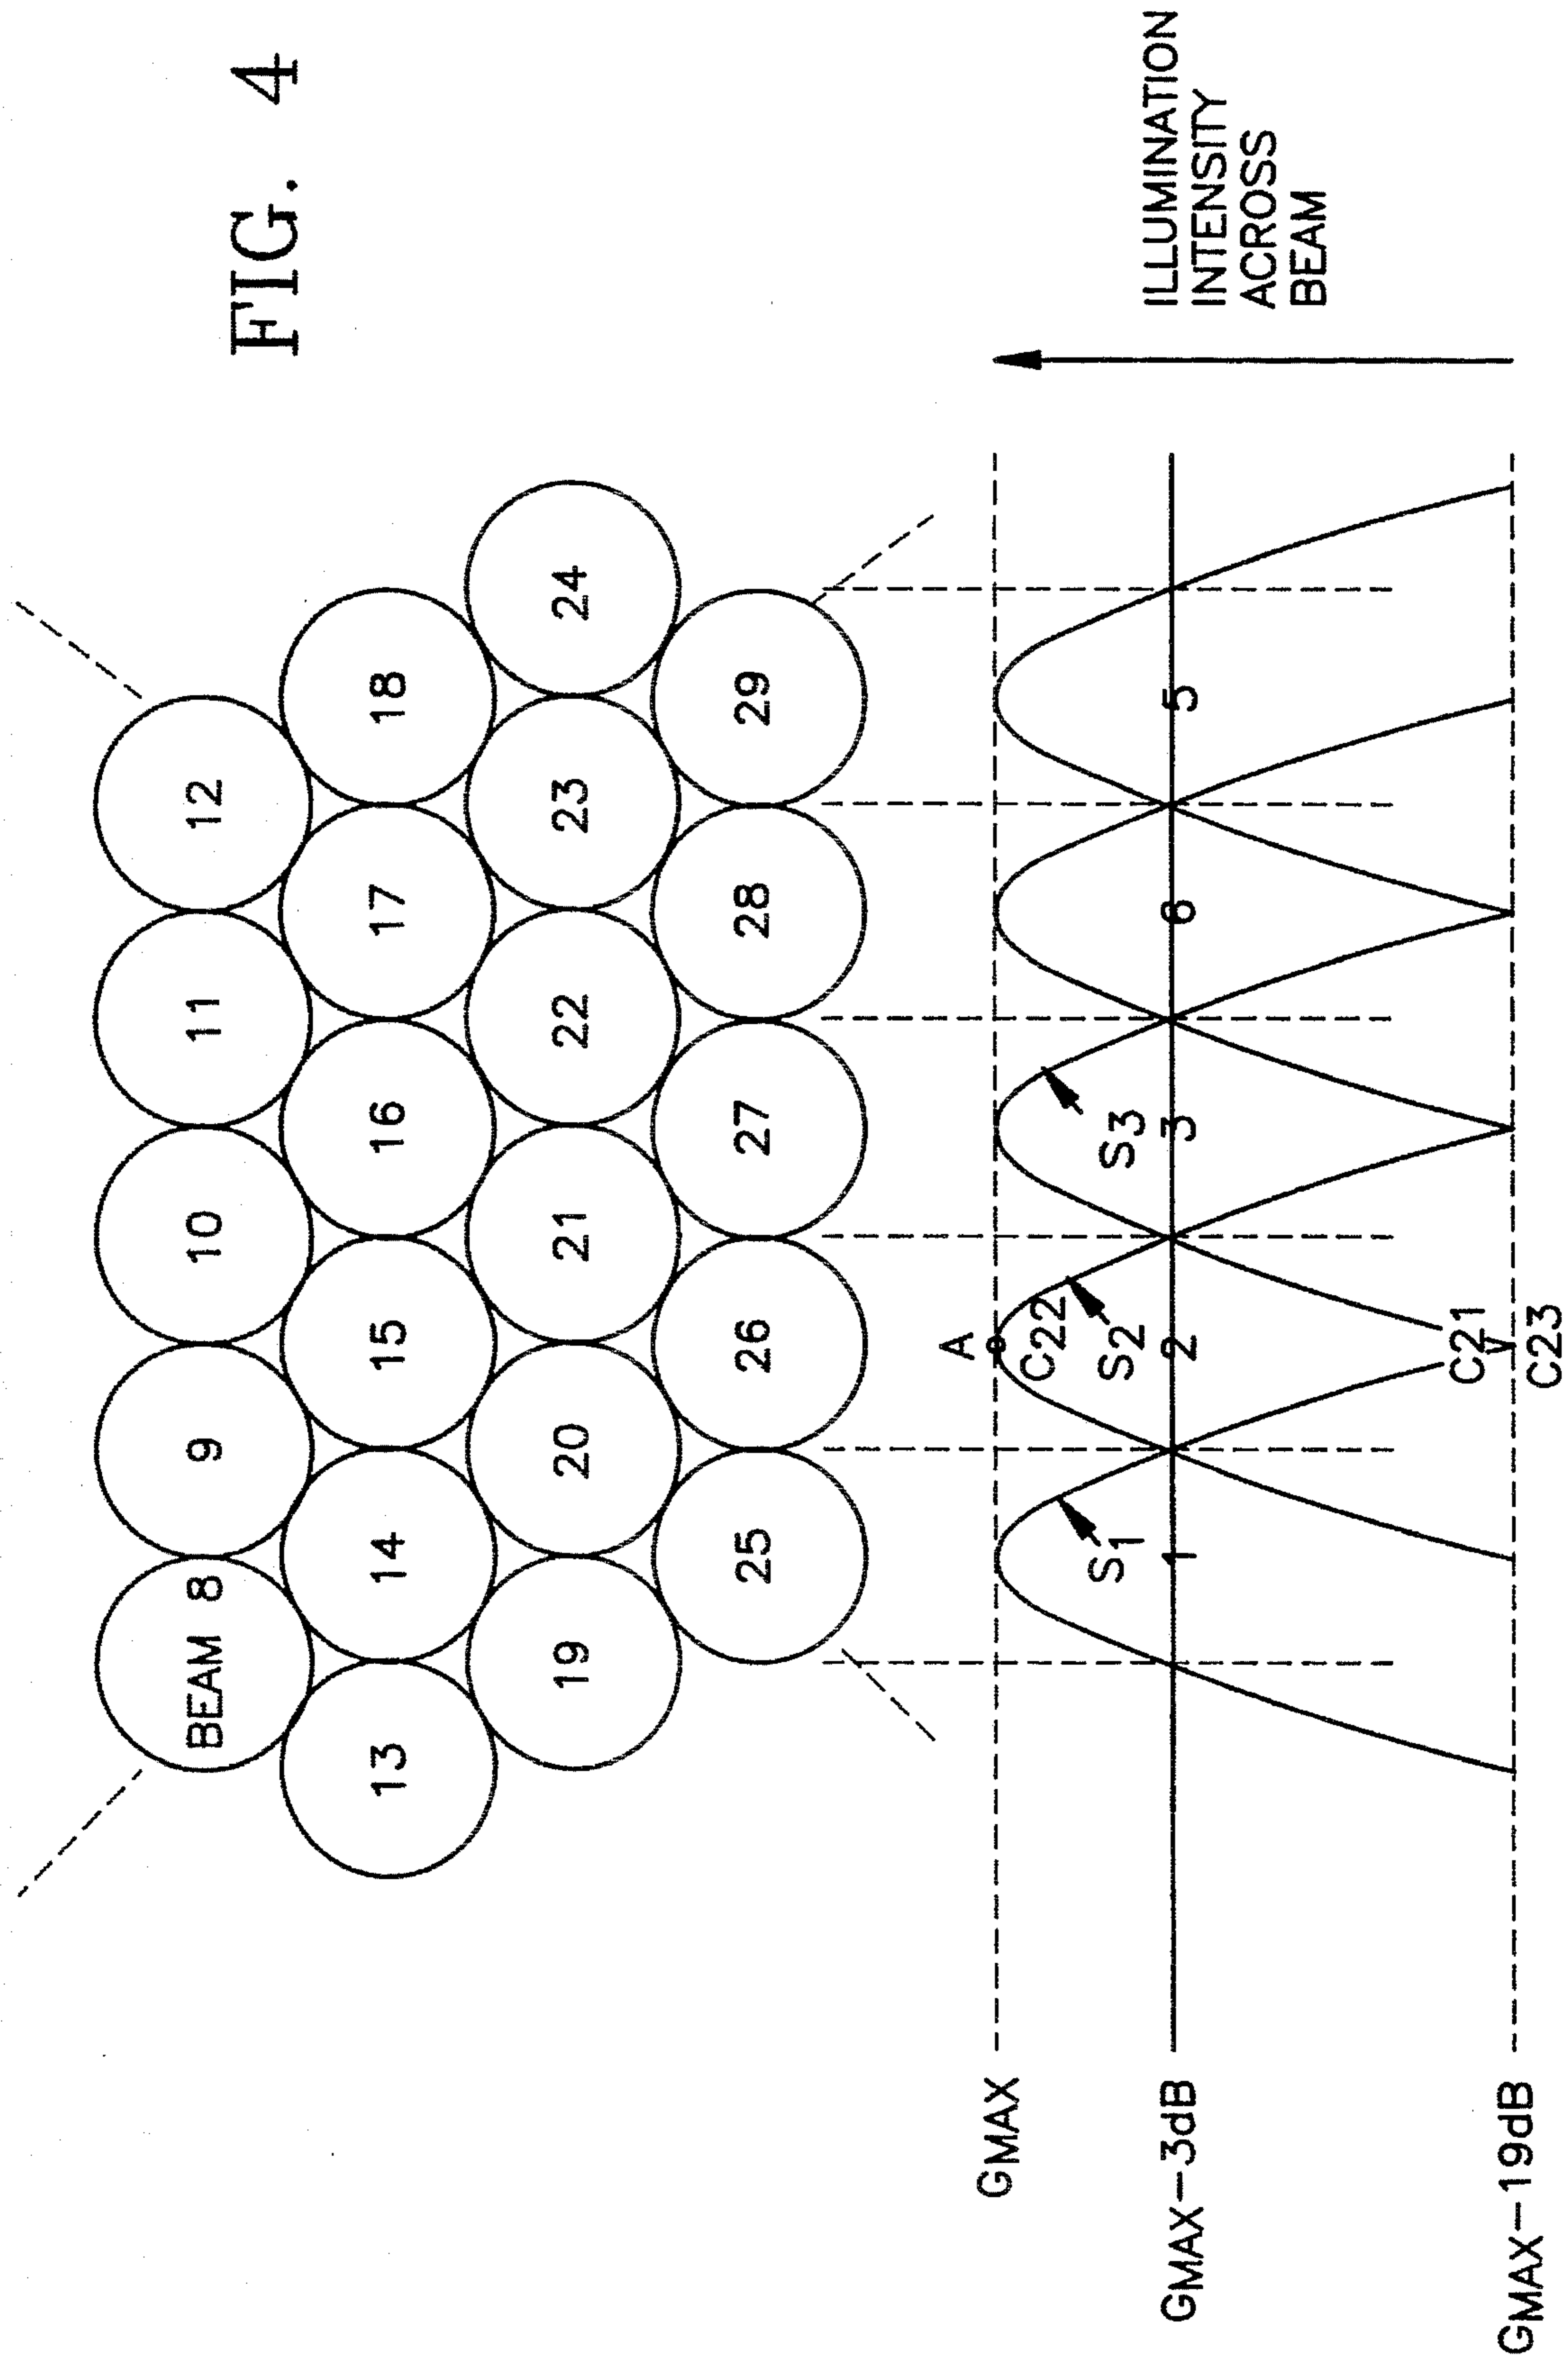 FIG. 4
BEAM 8
9
10
11
12
13
14
15
16
17
18
19
20
21
22
23
24
25
26
27
28
29
GMAX
A
C22
S1
S2
S3
GMAX-3dB
1
2
3
6
5
C21
GMAX-19dB
C23
ILLUMINATION
INTENSITY
ACROSS
BEAM